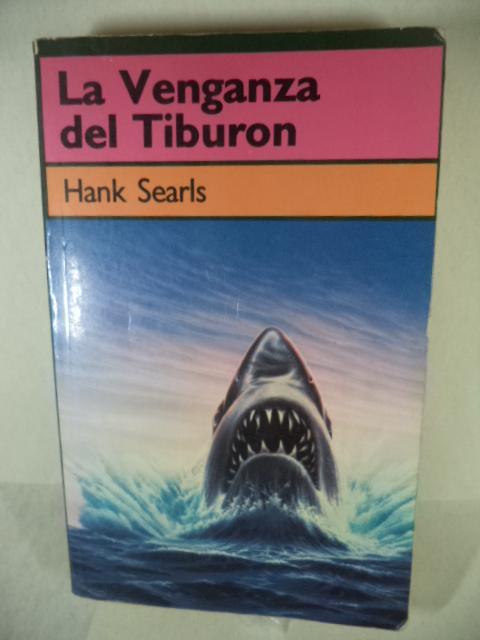 La Venganza
del Tiburon
Hank Searls